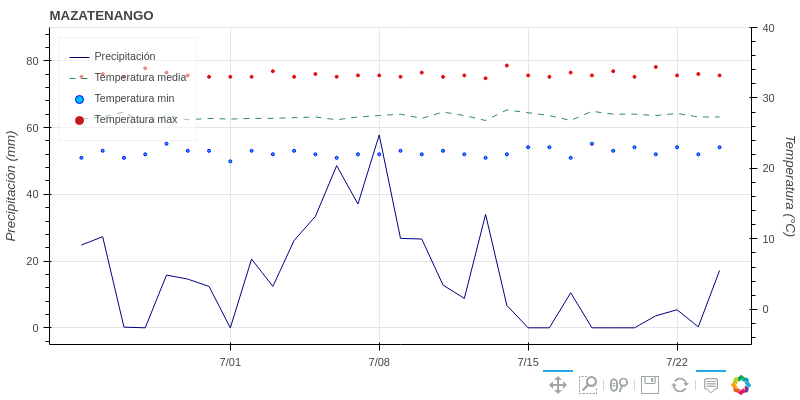 MAZATENANGO
Precipitación
Temperatura media
Temperatura min
Temperatura max
80
60
40
20
0
40
30
20
10
0
Precipitación (mm)
Temperatura (°C)
7/01
7/08
7/15
7/22